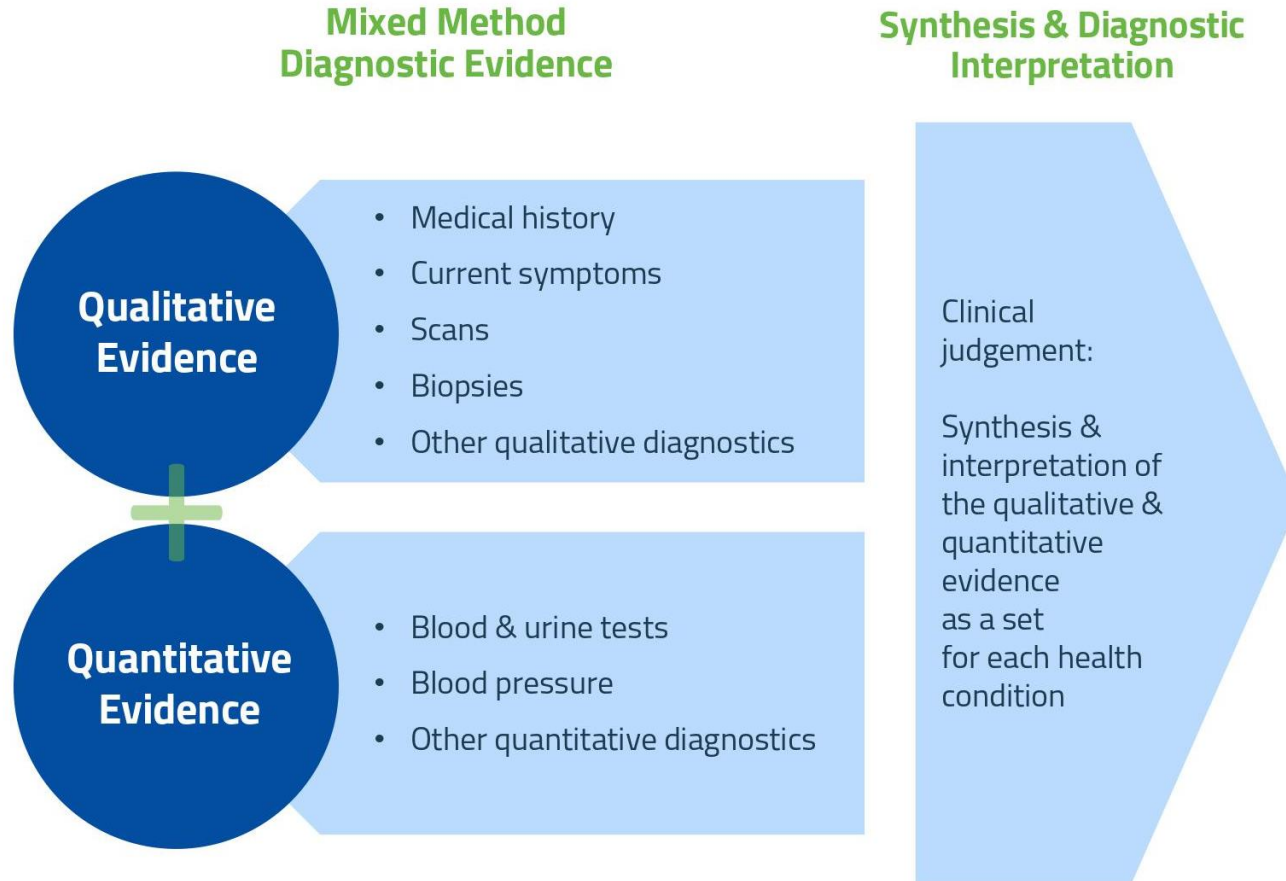 Mixed Method
Diagnostic Evidence
Synthesis & Diagnostic
Interpretation
Qualitative
Evidence
• Medical history
• Current symptoms
• Scans
• Biopsies
• Other qualitative diagnostics
Quantitative
Evidence
• Blood & urine tests
• Blood pressure
• Other quantitative diagnostics
Clinical
judgement:
Synthesis &
interpretation of
the qualitative &
quantitative
evidence
as a set
for each health
condition